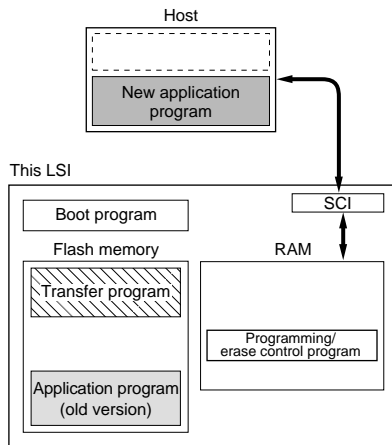 Host
New application
program
This LSI
SCI
Boot program
Flash memory
RAM
Transfer program
Programming/
erase control program
Application program
(old version)